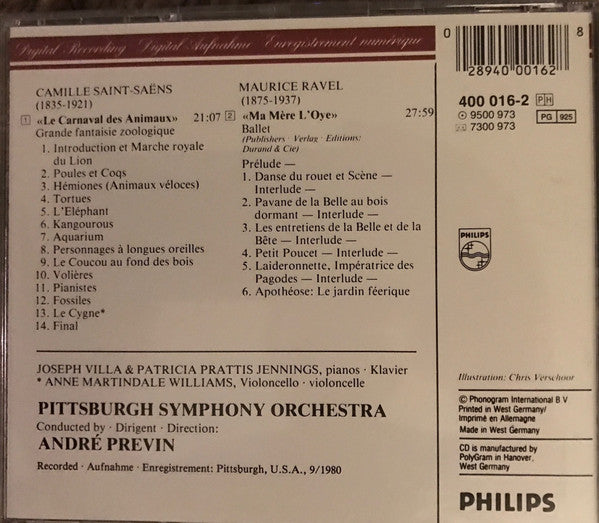 Digital Recording Digital Aufnahme Enregistrement numérique
CAMILLE SAINT-SAËNS
(1835-1921)
1 «Le Carnaval des Animaux» 21:07
Grande fantaisie zoologique
1. Introduction et Marche royale
du Lion
2. Poules et Coqs
3. Hémiones (Animaux véloces)
4. Tortues
5. L'Eléphant
6. Kangourous
7. Aquarium
8. Personnages à longues oreilles
9. Le Coucou au fond des bois
10. Volières
11. Pianistes
12. Fossiles
13. Le Cygne*
14. Final
MAURICE RAVEL
(1875-1937)
2 «Ma Mère L'Oye» 27:59
Ballet
(Publishers · Verlag · Editions:
Durand & Cie)
Prélude —
1. Danse du rouet et Scène —
Interlude —
2. Pavane de la Belle au bois
dormant — Interlude —
3. Les entretiens de la Belle et de la
Bête — Interlude —
4. Petit Poucet — Interlude —
5. Laideronnette, Impératrice des
Pagodes — Interlude —
6. Apothéose: Le jardin féerique
JOSEPH VILLA & PATRICIA PRATTIS JENNINGS, pianos · Klavier
* ANNE MARTINDALE WILLIAMS, Violoncello · violoncelle
PITTSBURGH SYMPHONY ORCHESTRA
Conducted by · Dirigent · Direction:
ANDRÉ PREVIN
Recorded · Aufnahme · Enregistrement: Pittsburgh, U.S.A., 9/1980
0 8
28940 00162
400 016-2 PH
9500 973 PG 925
7300 973
PHILIPS
Illustration: Chris Verschoor
℗ Phonogram International B.V.
Printed in West Germany/
Imprimé en Allemagne
Made in West Germany
CD is manufactured by
PolyGram in Hanover,
West Germany
PHILIPS